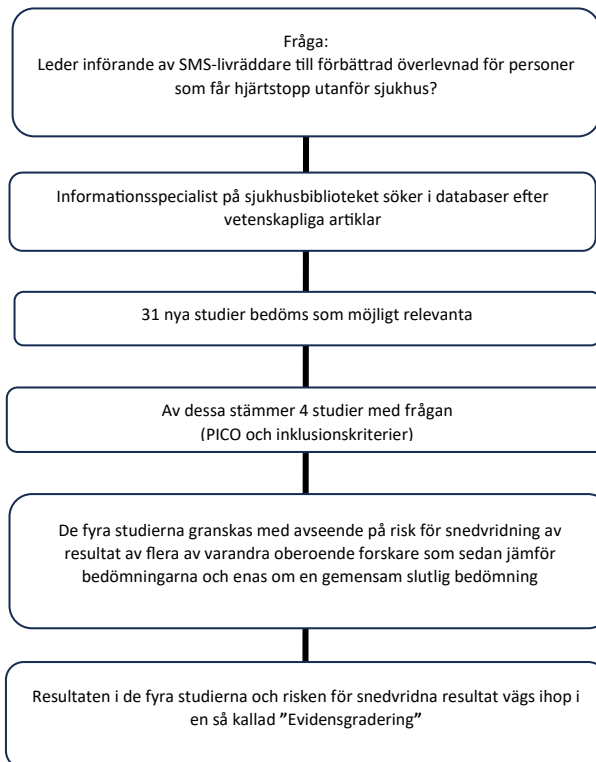 Fråga:
Leder införande av SMS-livräddare till förbättrad överlevnad för personer
som får hjärtstopp utanför sjukhus?
Informationsspecialist på sjukhusbiblioteket söker i databaser efter
vetenskapliga artiklar
31 nya studier bedöms som möjligt relevanta
Av dessa stämmer 4 studier med frågan
(PICO och inklusionskriterier)
De fyra studierna granskas med avseende på risk för snedvridning av
resultat av flera av varandra oberoende forskare som sedan jämför
bedömningarna och enas om en gemensam slutlig bedömning
Resultaten i de fyra studierna och risken för snedvridna resultat vägs ihop i
en så kallad ”Evidensgradering”